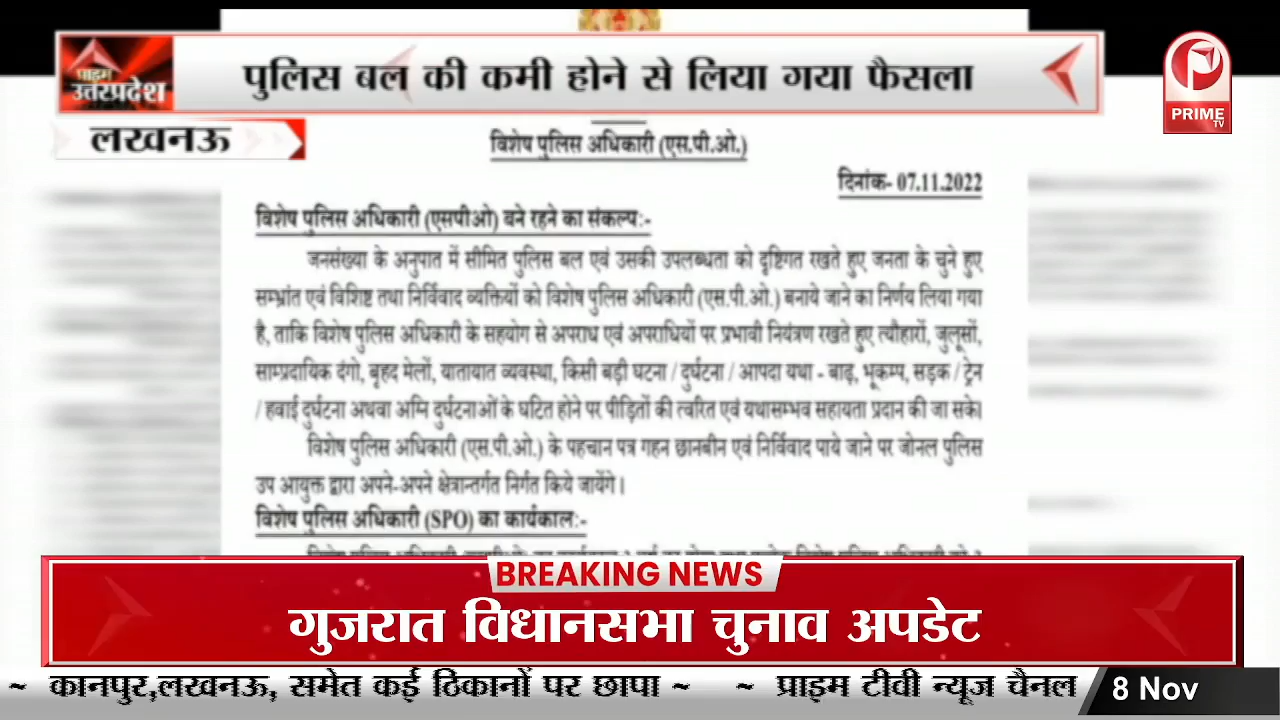 पुलिस बल की कमी होने से लिया गया फैसला
प्राइम
उत्तरप्रदेश
PRIME
TV
लखनऊ
विशेष पुलिस अधिकारी (एस.पी.ओ.)
दिनांक- 07.11.2022
विशेष पुलिस अधिकारी (एसपीओ) बने रहने का संकल्प:-
जनसंख्या के अनुपात में सीमित पुलिस बल एवं उसकी उपलब्धता को दृष्टिगत रखते हुए जनता के चुने हुए
सम्भ्रांत एवं विशिष्ट तथा निर्विवाद व्यक्तियों को विशेष पुलिस अधिकारी (एस.पी.ओ.) बनाये जाने का निर्णय लिया गया
है, ताकि विशेष पुलिस अधिकारी के सहयोग से अपराध एवं अपराधियों पर प्रभावी नियंत्रण रखते हुए त्यौहारों, जुलूसों,
साम्प्रदायिक दंगो, बृहद मेलों, यातायात व्यवस्था, किसी बड़ी घटना / दुर्घटना / आपदा यथा - बाढ़, भूकम्प, सड़क / ट्रेन
/ हवाई दुर्घटना अथवा अग्नि दुर्घटनाओं के घटित होने पर पीड़ितों की त्वरित एवं यथासम्भव सहायता प्रदान की जा सके।
विशेष पुलिस अधिकारी (एस.पी.ओ.) के पहचान पत्र गहन छानबीन एवं निर्विवाद पाये जाने पर जोनल पुलिस
उप आयुक्त द्वारा अपने-अपने क्षेत्रान्तर्गत निर्गत किये जायेंगे।
विशेष पुलिस अधिकारी (SPO) का कार्यकाल:-
BREAKING NEWS
गुजरात विधानसभा चुनाव अपडेट
~ कानपुर,लखनऊ, समेत कई ठिकानों पर छापा ~ ~ प्राइम टीवी न्यूज चैनल
8 Nov